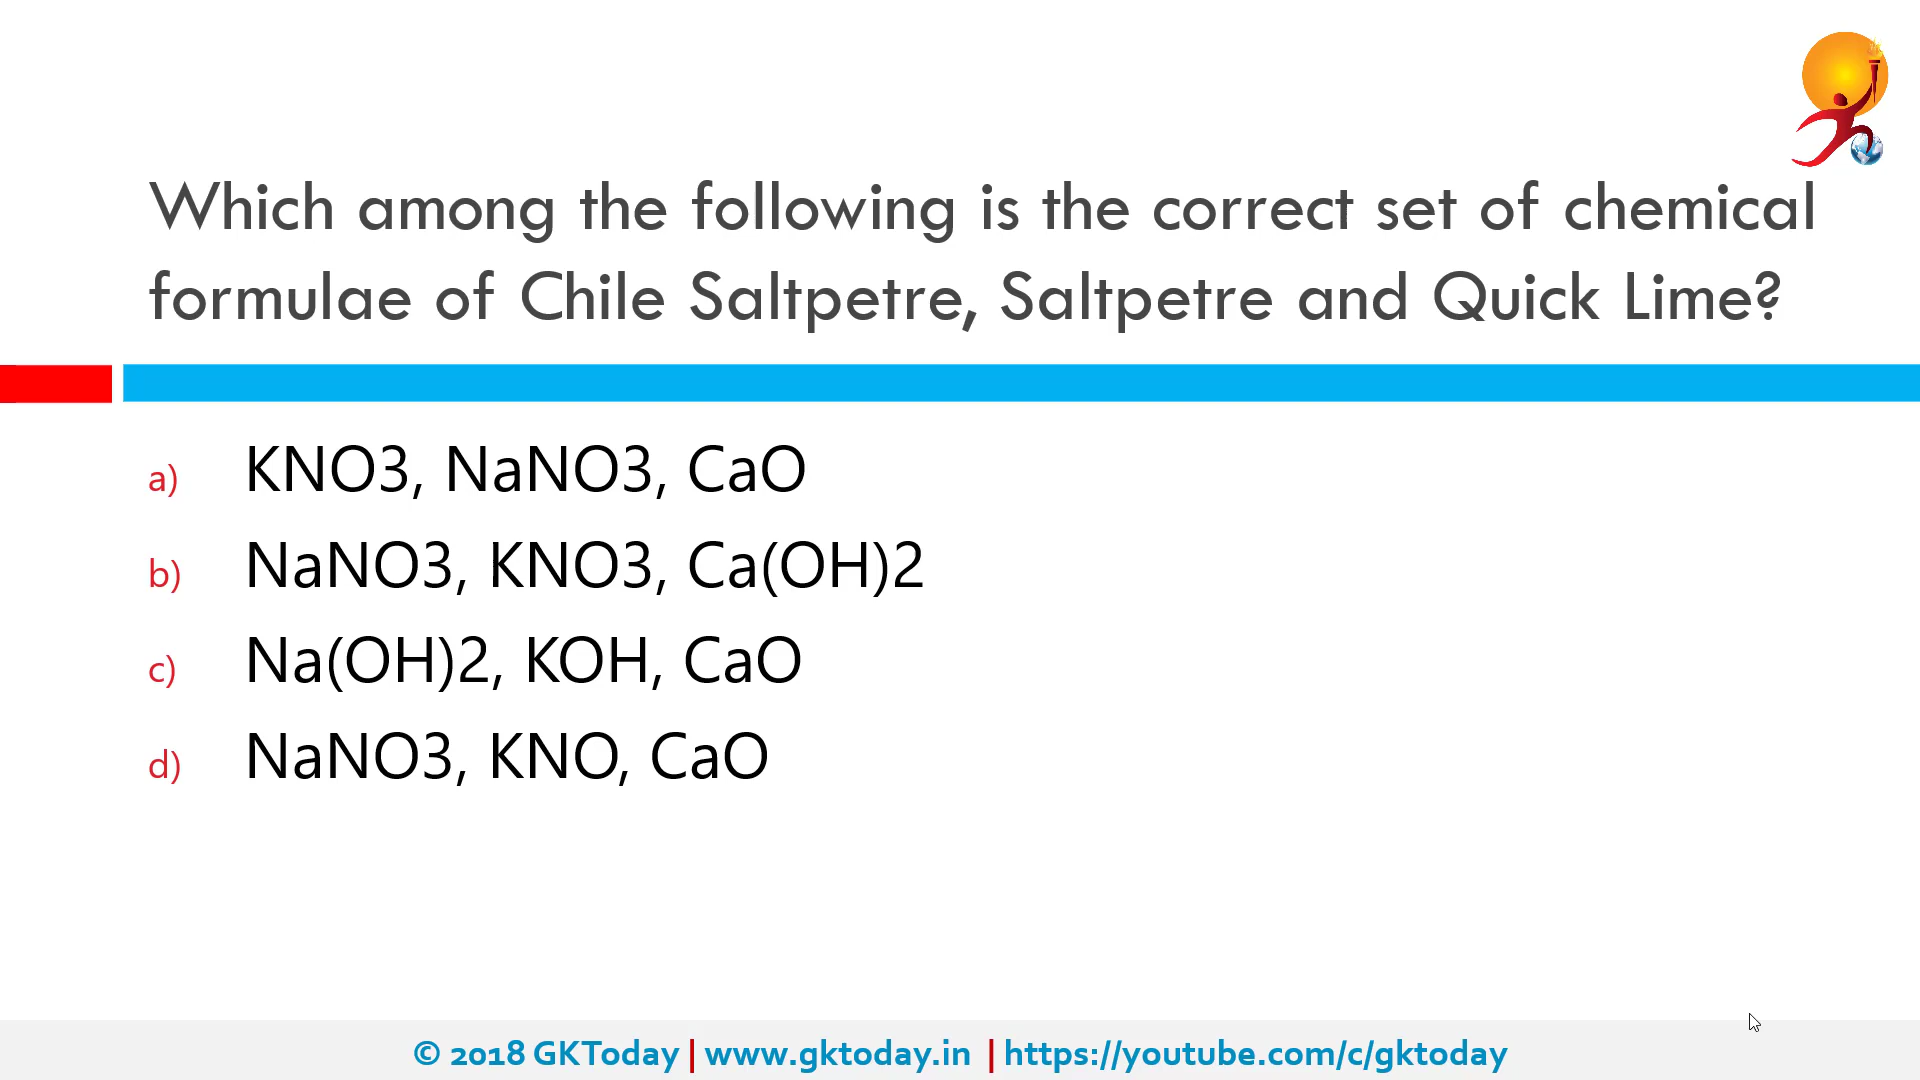 Which among the following is the correct set of chemical
formulae of Chile Saltpetre, Saltpetre and Quick Lime?
a) KNO3, NaNO3, CaO
b) NaNO3, KNO3, Ca(OH)2
c) Na(OH)2, KOH, CaO
d) NaNO3, KNO, CaO
© 2018 GKToday | www.gktoday.in | https://youtube.com/c/gktoday